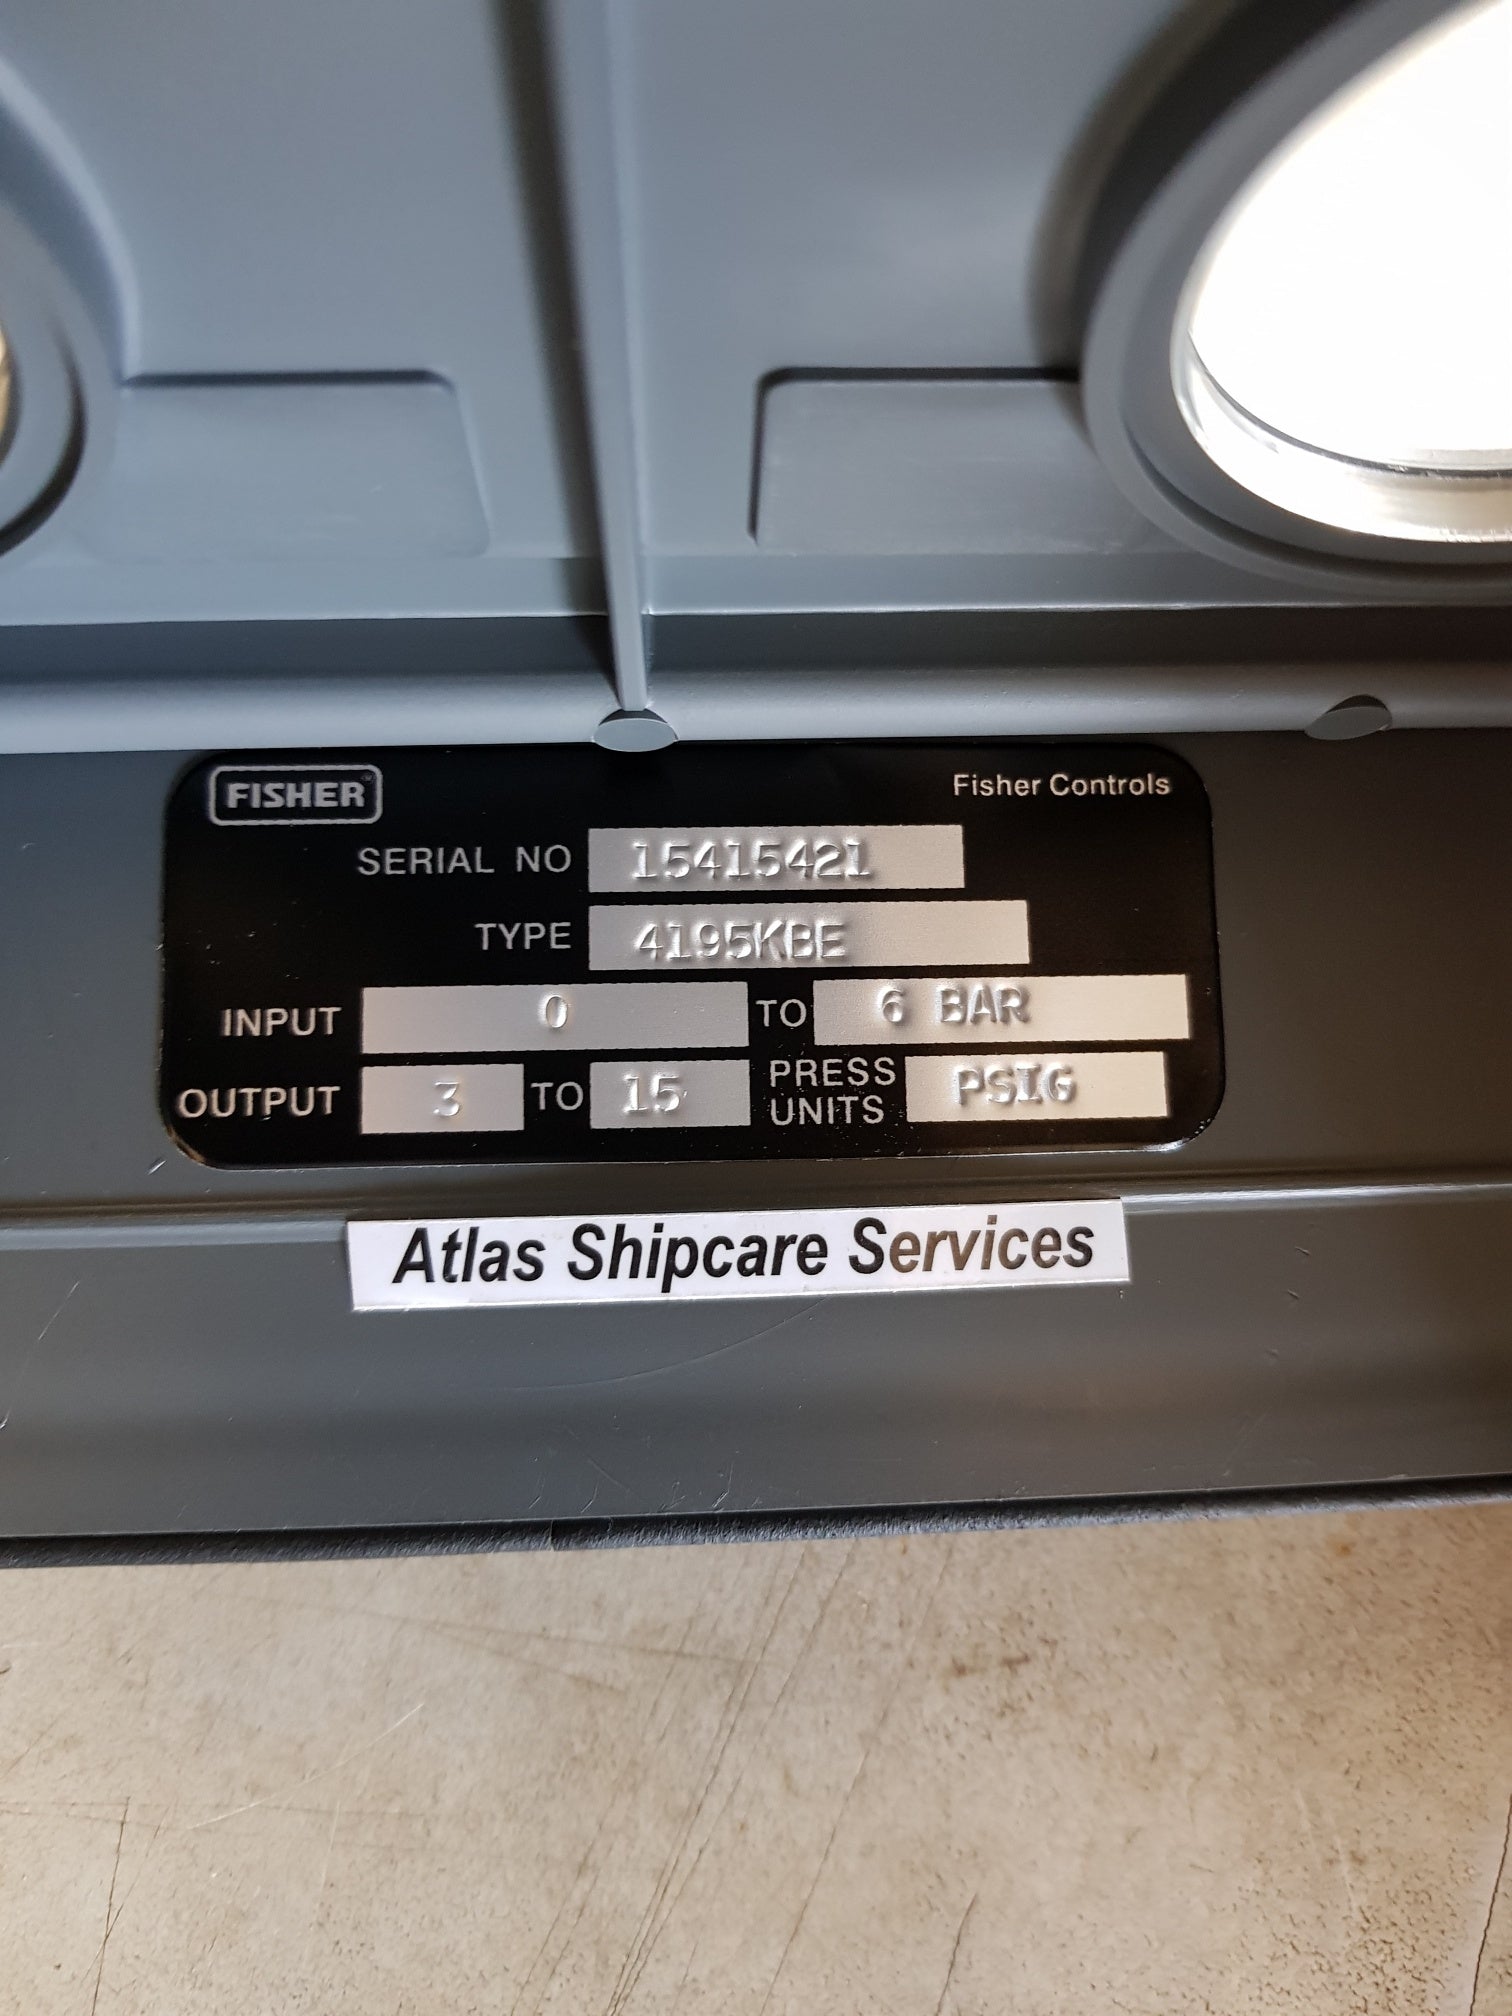 FISHER® Fisher Controls
SERIAL NO 15415421
TYPE 4195KBE
INPUT 0 TO 6 BAR
OUTPUT 3 TO 15 PRESS UNITS PSIG
Atlas Shipcare Services